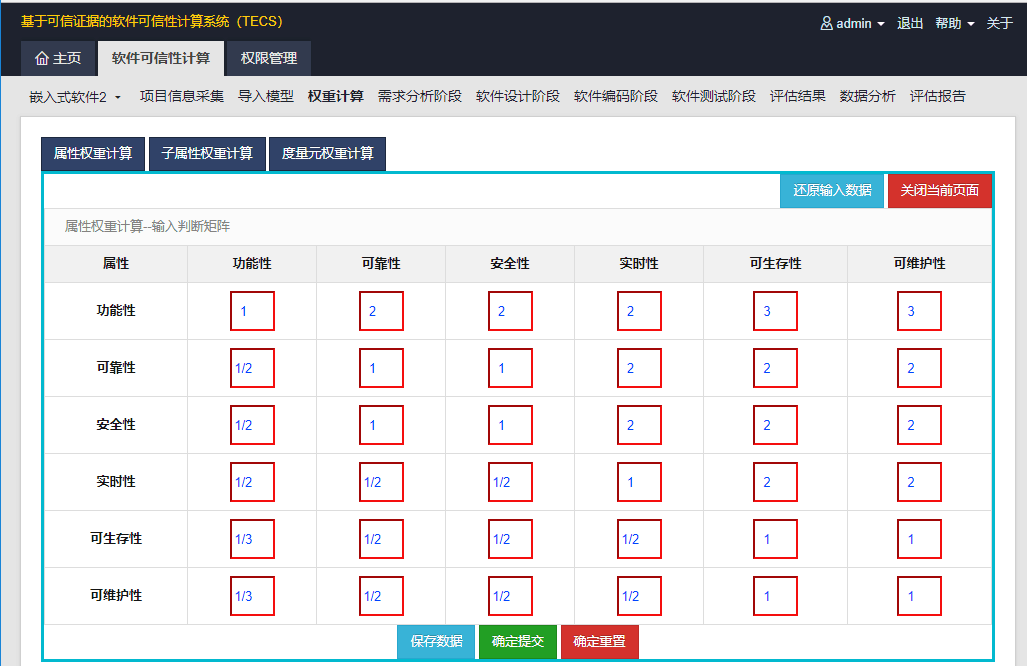 基于可信证据的软件可信性计算系统（TECS）
admin 退出 帮助 关于
主页 软件可信性计算 权限管理
嵌入式软件2 项目信息采集 导入模型 权重计算 需求分析阶段 软件设计阶段 软件编码阶段 软件测试阶段 评估结果 数据分析 评估报告
属性权重计算 子属性权重计算 度量元权重计算
还原输入数据 关闭当前页面
属性权重计算--输入判断矩阵
属性 功能性 可靠性 安全性 实时性 可生存性 可维护性
功能性 1 2 2 2 3 3
可靠性 1/2 1 1 2 2 2
安全性 1/2 1 1 2 2 2
实时性 1/2 1/2 1/2 1 2 2
可生存性 1/3 1/2 1/2 1/2 1 1
可维护性 1/3 1/2 1/2 1/2 1 1
保存数据 确定提交 确定重置